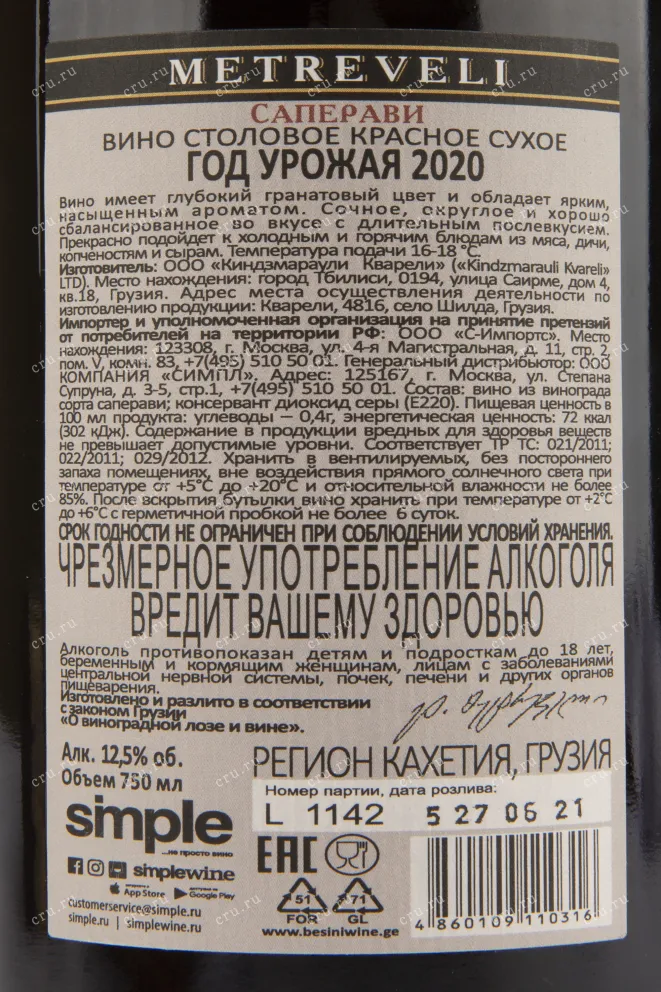 METREVELI
САПЕРАВИ
ВИНО СТОЛОВОЕ КРАСНОЕ СУХОЕ
ГОД УРОЖАЯ 2020
Вино имеет глубокий гранатовый цвет и обладает ярким,
насыщенным ароматом. Сочное, округлое и хорошо
сбалансированное во вкусе с длительным послевкусием.
Прекрасно подойдет к холодным и горячим блюдам из мяса, дичи,
копченостям и сырам. Температура подачи 16-18 °C.
Изготовитель: ООО «Киндзмараули Кварели» («Kindzmarauli Kvareli»
LTD). Место нахождения: город Тбилиси, 0194, улица Саирме, дом 4,
кв.18, Грузия. Адрес места осуществления деятельности по
изготовлению продукции: Кварели, 4816, село Шилда, Грузия.
Импортер и уполномоченная организация на принятие претензий
от потребителей на территории РФ: ООО «С-Импортс». Место
нахождения: 123308, г. Москва, ул. 4-я Магистральная, д. 11, стр. 2,
пом. V, комн. 83, +7(495) 510 50 01. Генеральный дистрибьютор: ООО
КОМПАНИЯ «СИМПЛ». Адрес: 125167, г. Москва, ул. Степана
Супруна, д. 3-5, стр.1, +7(495) 510 50 01. Состав: вино из винограда
сорта саперави; консервант диоксид серы (Е220). Пищевая ценность в
100 мл продукта: углеводы — 0,4г, энергетическая ценность: 72 ккал
(302 кДж). Содержание в продукции вредных для здоровья веществ
не превышает допустимые уровни. Соответствует ТР ТС: 021/2011;
022/2011; 029/2012. Хранить в вентилируемых, без постороннего
запаха помещениях, вне воздействия прямого солнечного света при
температуре от +5°C до +20°C и относительной влажности не более
85%. После вскрытия бутылки вино хранить при температуре от +2°C
до +6°C с герметичной пробкой не более 6 суток.
СРОК ГОДНОСТИ НЕ ОГРАНИЧЕН ПРИ СОБЛЮДЕНИИ УСЛОВИЙ ХРАНЕНИЯ.
ЧРЕЗМЕРНОЕ УПОТРЕБЛЕНИЕ АЛКОГОЛЯ
ВРЕДИТ ВАШЕМУ ЗДОРОВЬЮ
Алкоголь противопоказан детям и подросткам до 18 лет,
беременным и кормящим женщинам, лицам с заболеваниями
центральной нервной системы, почек, печени и других органов
пищеварения.
Изготовлено и разлито в соответствии
с законом Грузии
«О виноградной лозе и вине».
Алк. 12,5% об.
Объем 750 мл
РЕГИОН КАХЕТИЯ, ГРУЗИЯ
Номер партии, дата розлива:
L 1142 5 27 06 21
simple
...не просто вино
simplewine
App Store
Google Play
customerservice@simple.ru
simple.ru | simplewine.ru
EAC
51 71
FOR GL
www.besiniwine.ge
4 860109 110316
cru.ru